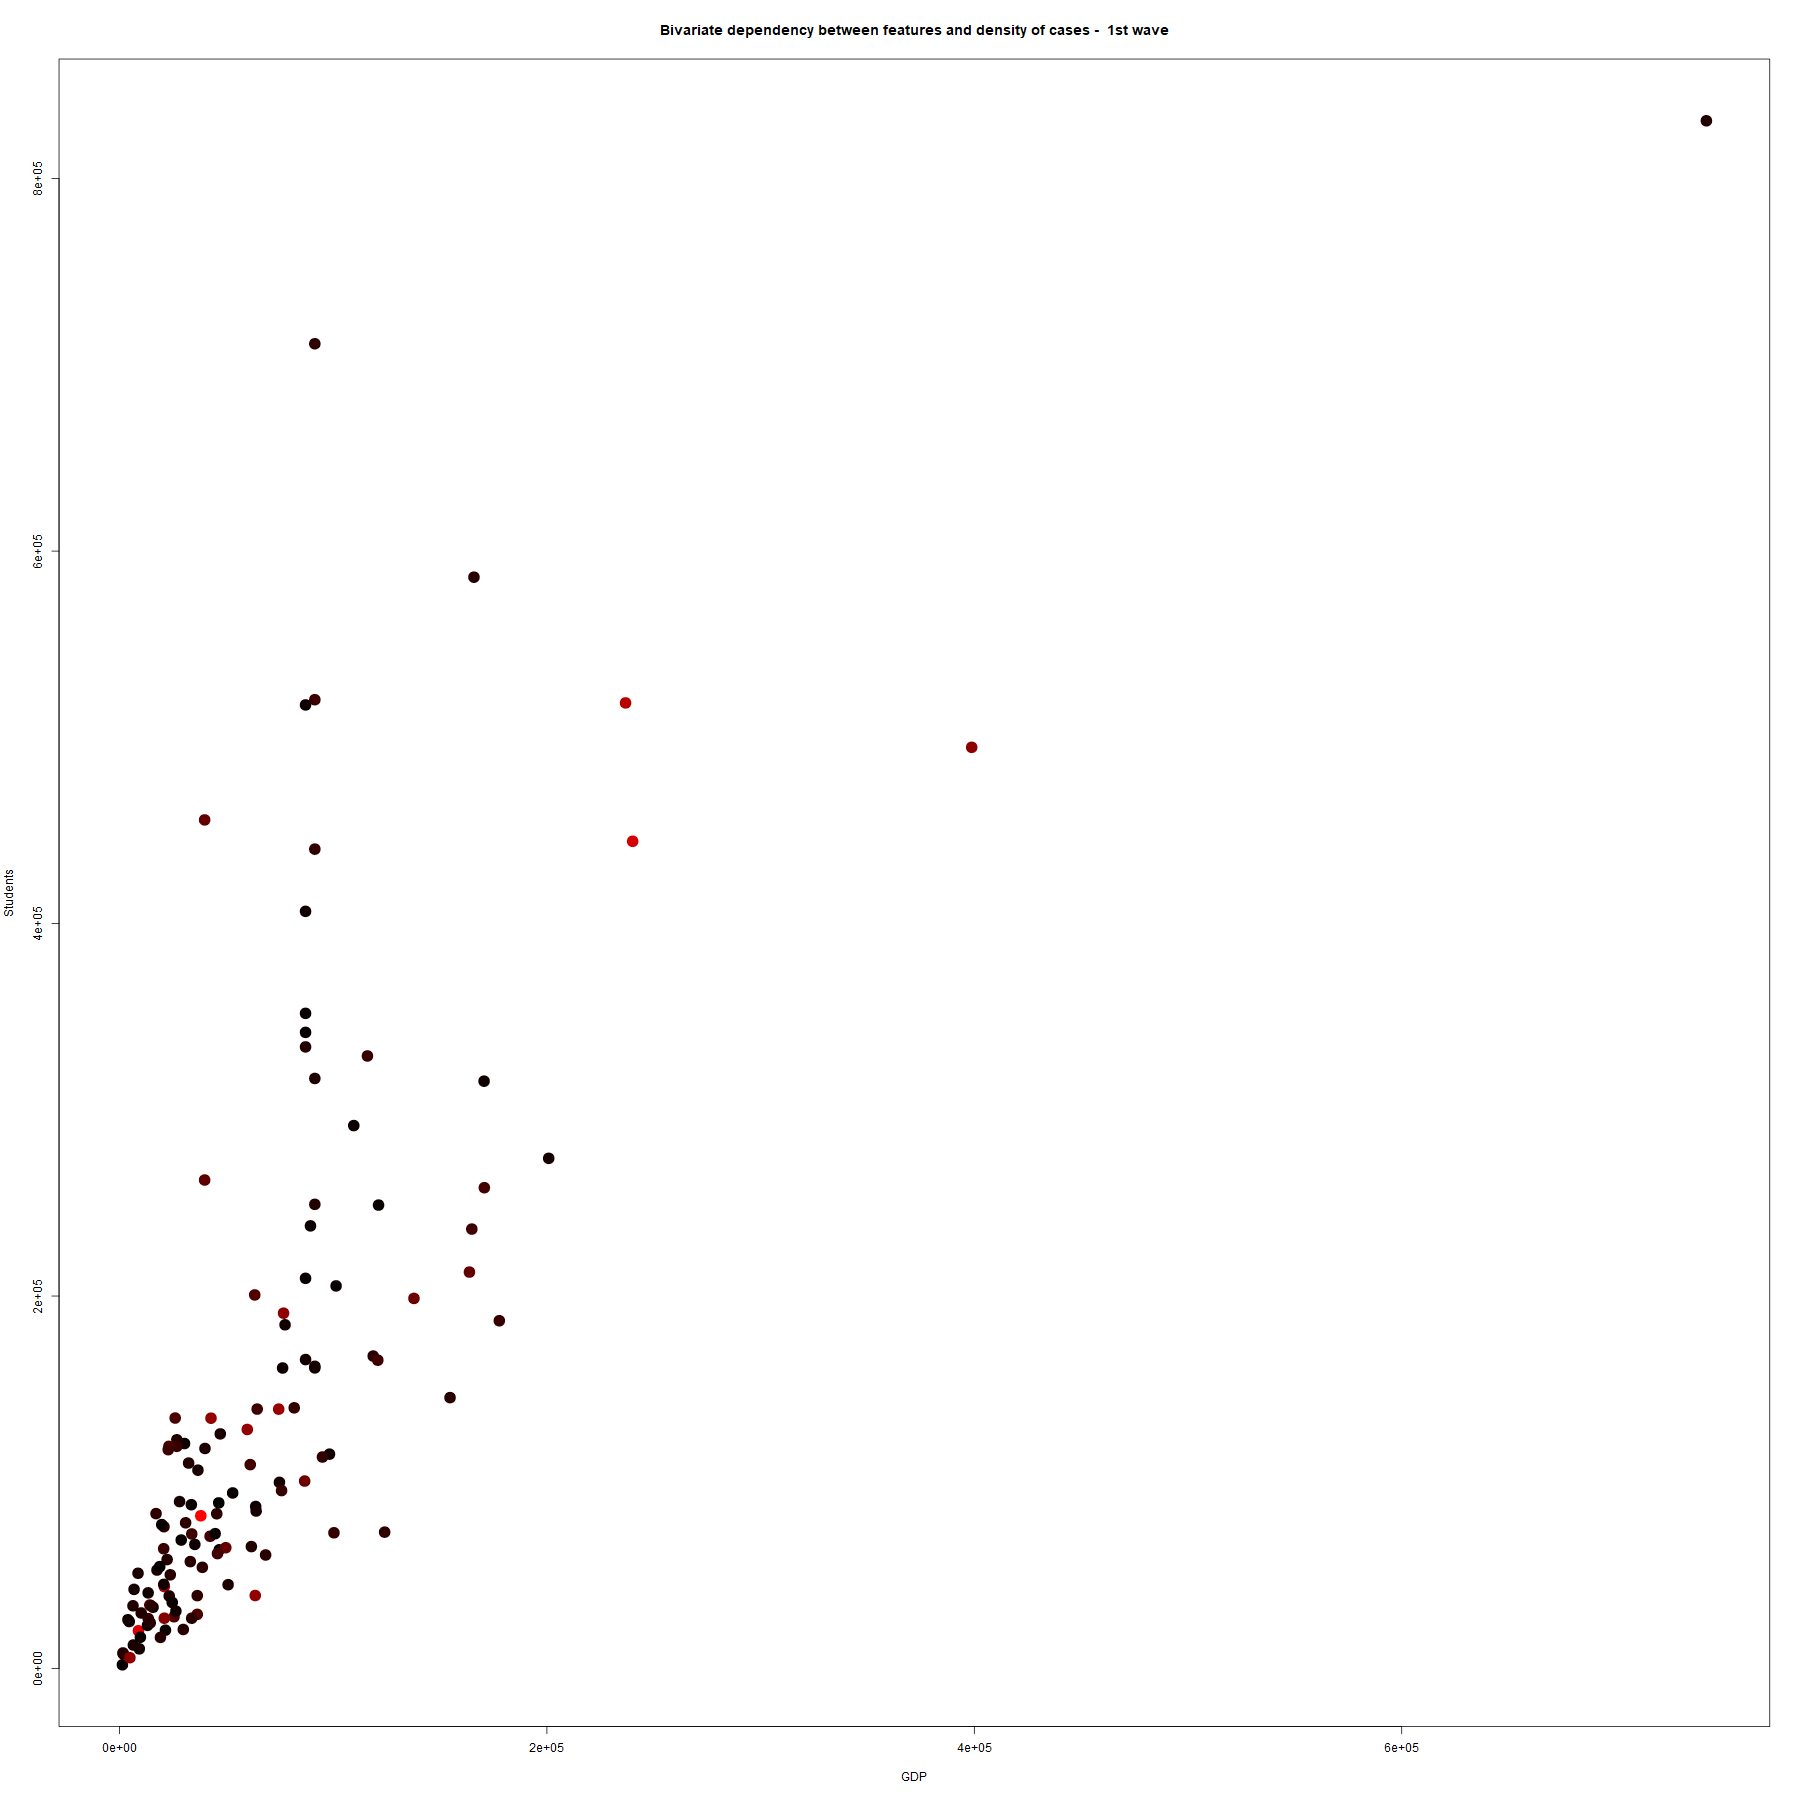 Bivariate dependency between features and density of cases -  1st wave
8e+05
6e+05
4e+05
2e+05
0e+00
Students
0e+00
2e+05
4e+05
6e+05
GDP